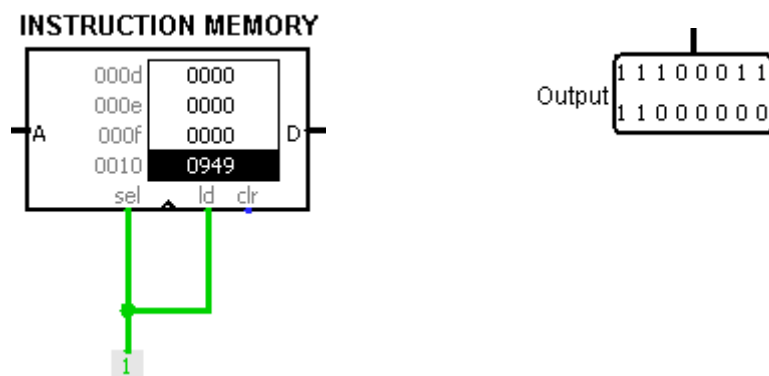 INSTRUCTION MEMORY
000d 0000
000e 0000
A 000f 0000 D
0010 0949
sel ld clr
1
Output
1 1 1 0 0 0 1 1
1 1 0 0 0 0 0 0